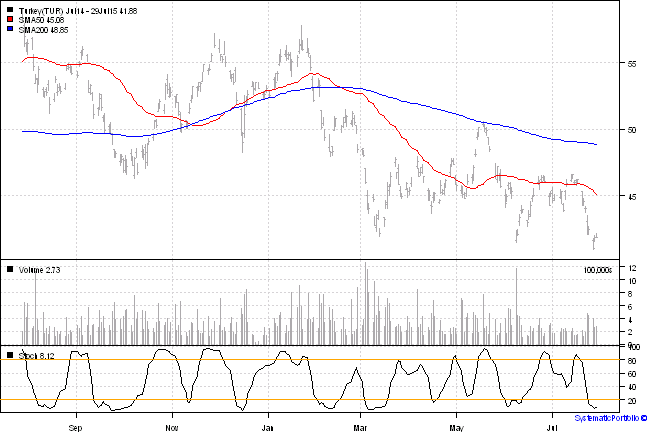 Turkey(TUR) Jul14 - 29Jul15 41.88
SMA50 45.08
SMA200 48.85
55
50
45
Volume 2.73
100,000s
12
10
8
6
4
2
0
Stoch 8.12
80
60
40
20
Sep Nov Jan Mar May Jul
SystematicPortfolio ©